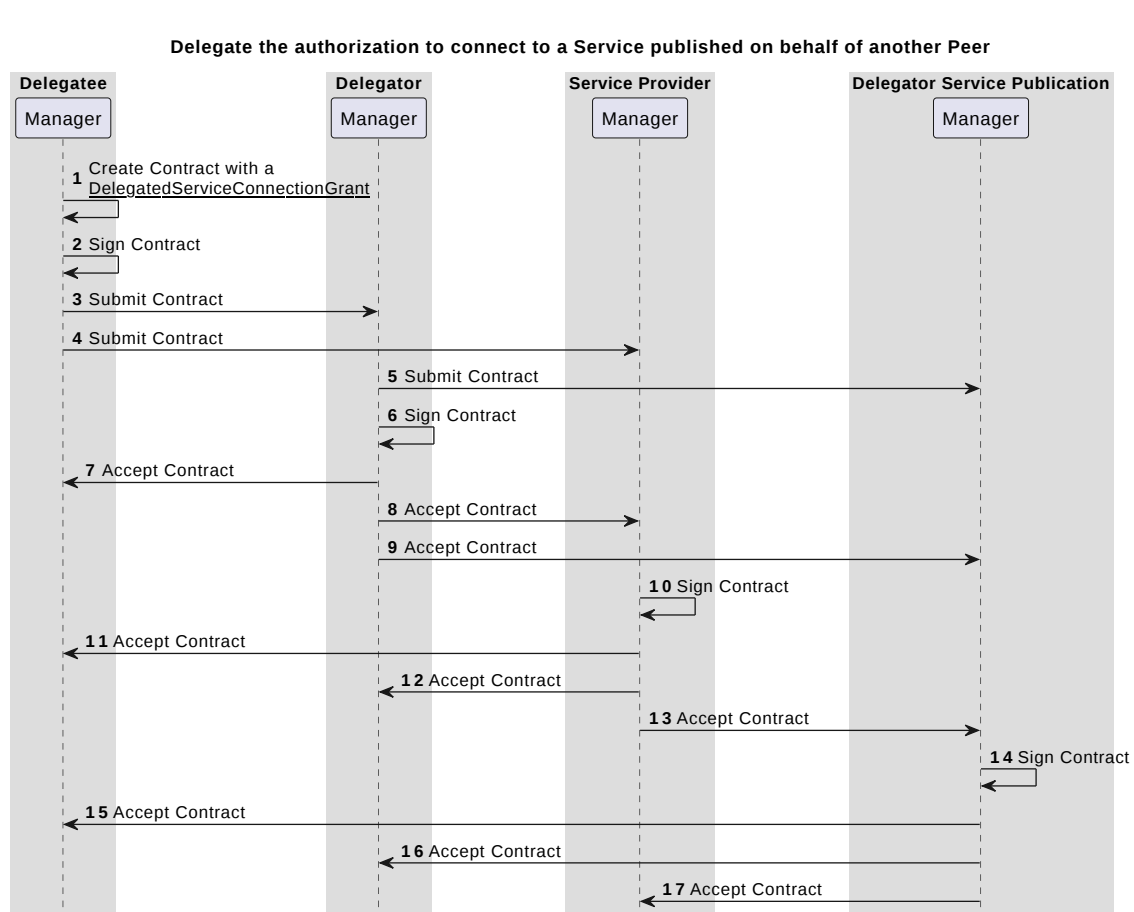 Delegate the authorization to connect to a Service published on behalf of another Peer
Delegatee
Delegator
Service Provider
Delegator Service Publication
Manager
Manager
Manager
Manager
1 Create Contract with a
DelegatedServiceConnectionGrant
2 Sign Contract
3 Submit Contract
4 Submit Contract
5 Submit Contract
6 Sign Contract
7 Accept Contract
8 Accept Contract
9 Accept Contract
10 Sign Contract
11 Accept Contract
12 Accept Contract
13 Accept Contract
14 Sign Contract
15 Accept Contract
16 Accept Contract
17 Accept Contract